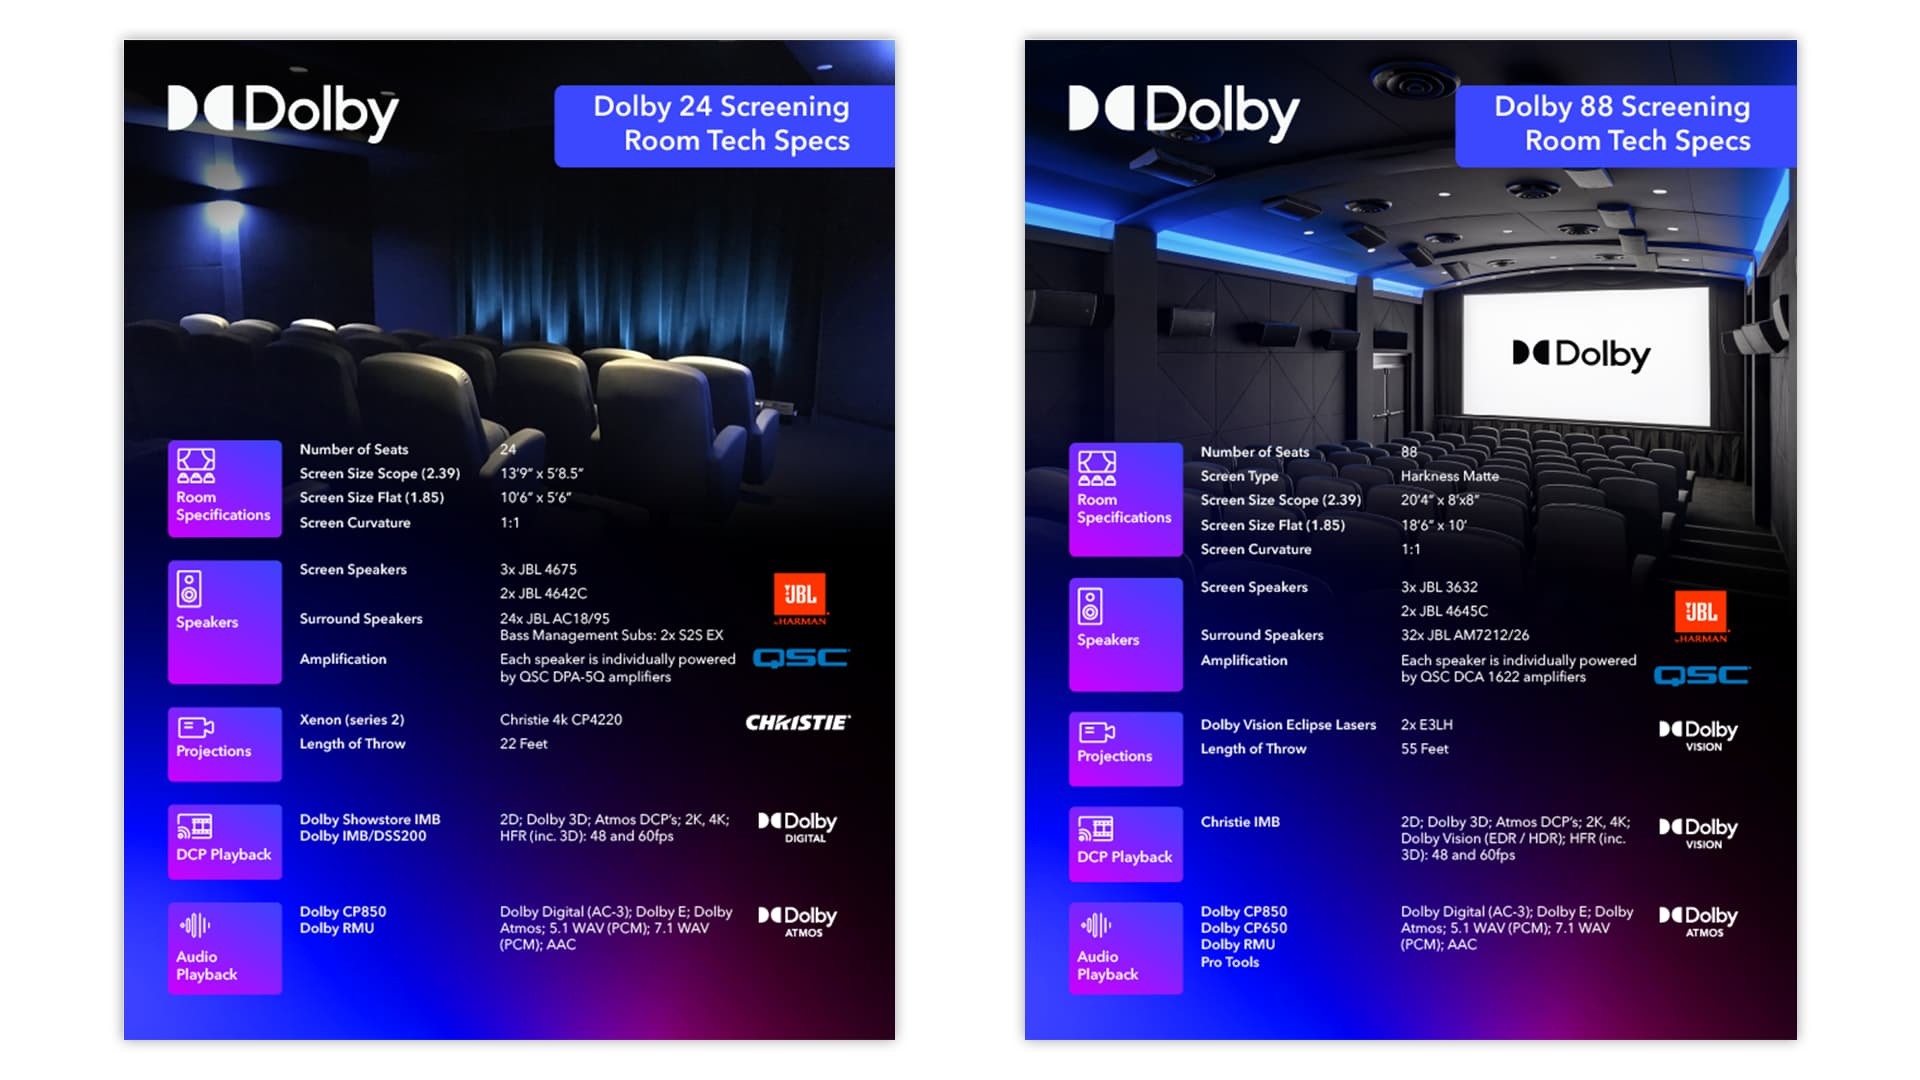 Dolby
Dolby 24 Screening
Room Tech Specs
Room
Specifications
Number of Seats 24
Screen Size Scope (2.39) 13'9" x 5'8.5"
Screen Size Flat (1.85) 10'6" x 5'6"
Screen Curvature 1:1
Speakers
Screen Speakers 3x JBL 4675
2x JBL 4642C
Surround Speakers 24x JBL AC18/95
Bass Management Subs: 2x S2S EX
Amplification Each speaker is individually powered
by QSC DPA-5Q amplifiers
JBL
by HARMAN
QSC
Projections
Xenon (series 2) Christie 4k CP4220
Length of Throw 22 Feet
CHRISTIE
DCP Playback
Dolby Showstore IMB 2D; Dolby 3D; Atmos DCP's; 2K, 4K;
Dolby IMB/DSS200 HFR (inc. 3D): 48 and 60fps
Dolby
DIGITAL
Audio
Playback
Dolby CP850 Dolby Digital (AC-3); Dolby E; Dolby
Dolby RMU Atmos; 5.1 WAV (PCM); 7.1 WAV
(PCM); AAC
Dolby
ATMOS
Dolby
Dolby 88 Screening
Room Tech Specs
Dolby
Room
Specifications
Number of Seats 88
Screen Type Harkness Matte
Screen Size Scope (2.39) 20'4" x 8'x8"
Screen Size Flat (1.85) 18'6" x 10'
Screen Curvature 1:1
Speakers
Screen Speakers 3x JBL 3632
2x JBL 4645C
Surround Speakers 32x JBL AM7212/26
Amplification Each speaker is individually powered
by QSC DCA 1622 amplifiers
JBL
by HARMAN
QSC
Projections
Dolby Vision Eclipse Lasers 2x E3LH
Length of Throw 55 Feet
Dolby
VISION
DCP Playback
Christie IMB 2D; Dolby 3D; Atmos DCP's; 2K, 4K;
Dolby Vision (EDR / HDR); HFR (inc.
3D): 48 and 60fps
Dolby
VISION
Audio
Playback
Dolby CP850 Dolby Digital (AC-3); Dolby E; Dolby
Dolby CP650 Atmos; 5.1 WAV (PCM); 7.1 WAV
Dolby RMU (PCM); AAC
Pro Tools
Dolby
ATMOS